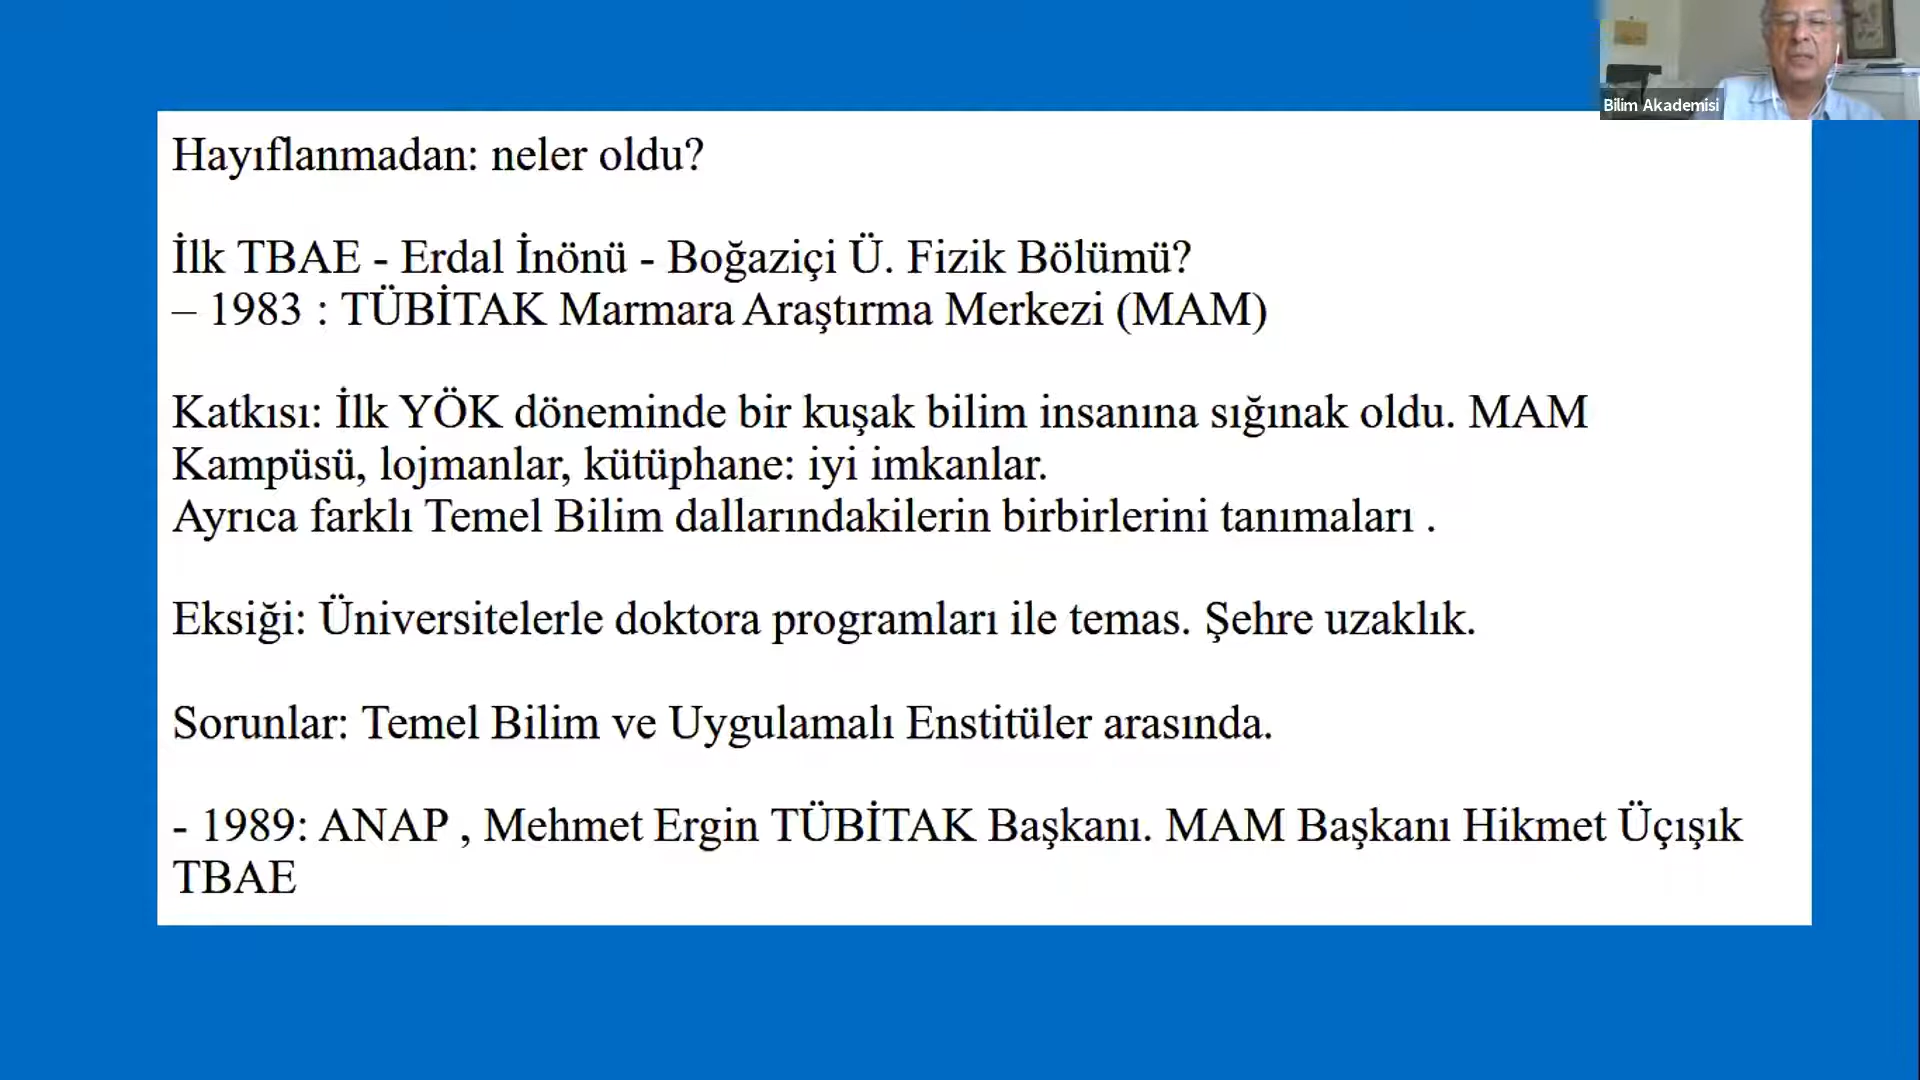 Bilim Akademisi
Hayıflanmadan: neler oldu?
İlk TBAE - Erdal İnönü - Boğaziçi Ü. Fizik Bölümü?
– 1983 : TÜBİTAK Marmara Araştırma Merkezi (MAM)
Katkısı: İlk YÖK döneminde bir kuşak bilim insanına sığınak oldu. MAM
Kampüsü, lojmanlar, kütüphane: iyi imkanlar.
Ayrıca farklı Temel Bilim dallarındakilerin birbirlerini tanımaları .
Eksiği: Üniversitelerle doktora programları ile temas. Şehre uzaklık.
Sorunlar: Temel Bilim ve Uygulamalı Enstitüler arasında.
- 1989: ANAP , Mehmet Ergin TÜBİTAK Başkanı. MAM Başkanı Hikmet Üçışık
TBAE